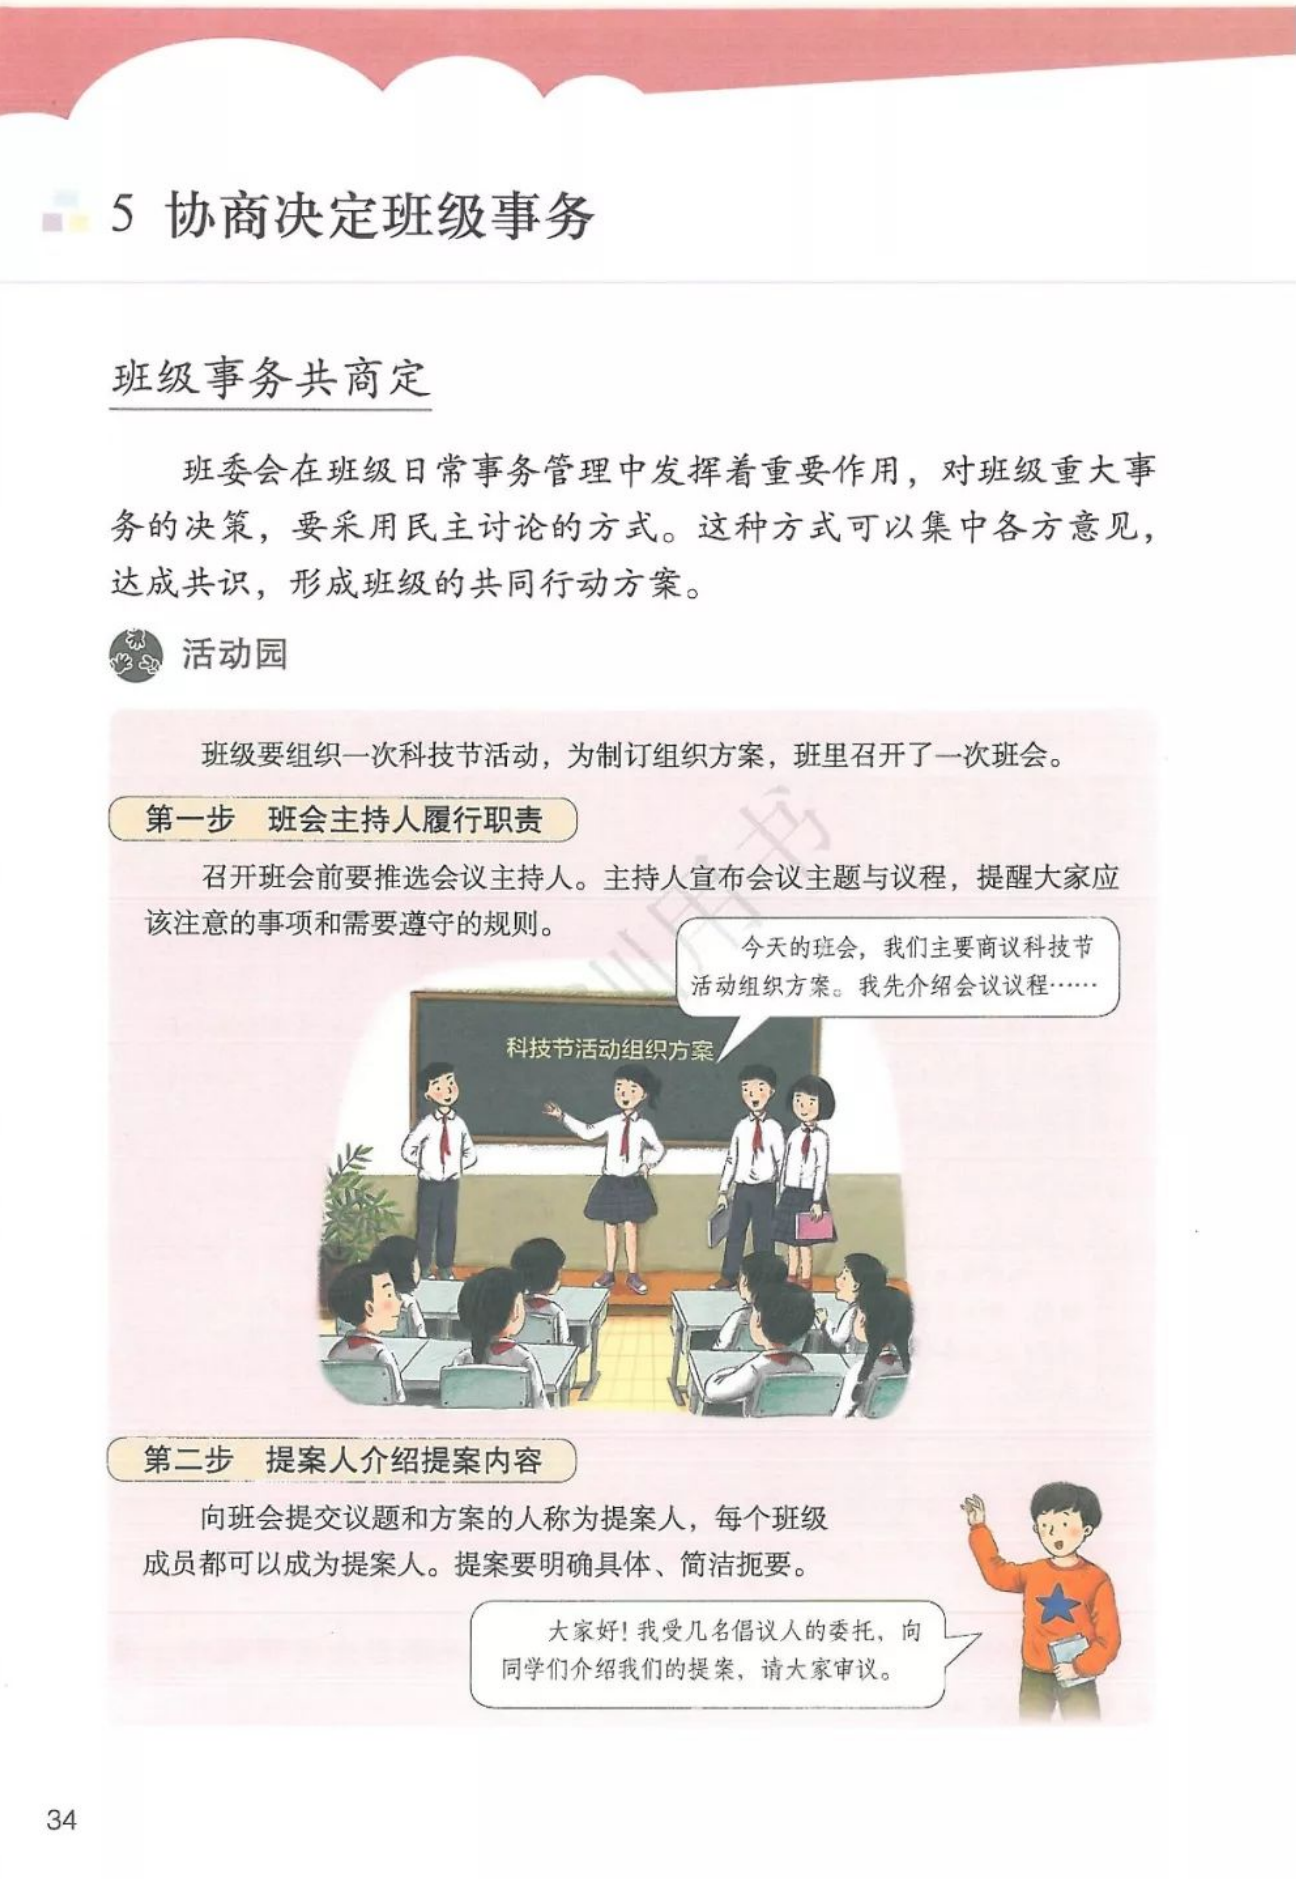 5 协商决定班级事务
班级事务共商定
班委会在班级日常事务管理中发挥着重要作用，对班级重大事
务的决策，要采用民主讨论的方式。这种方式可以集中各方意见，
达成共识，形成班级的共同行动方案。
活动园
班级要组织一次科技节活动，为制订组织方案，班里召开了一次班会。
第一步 班会主持人履行职责
召开班会前要推选会议主持人。主持人宣布会议主题与议程，提醒大家应
该注意的事项和需要遵守的规则。
今天的班会，我们主要商议科技节
活动组织方案。我先介绍会议议程……
科技节活动组织方案
第二步 提案人介绍提案内容
向班会提交议题和方案的人称为提案人，每个班级
成员都可以成为提案人。提案要明确具体、简洁扼要。
大家好！我受几名倡议人的委托，向
同学们介绍我们的提案，请大家审议。
34